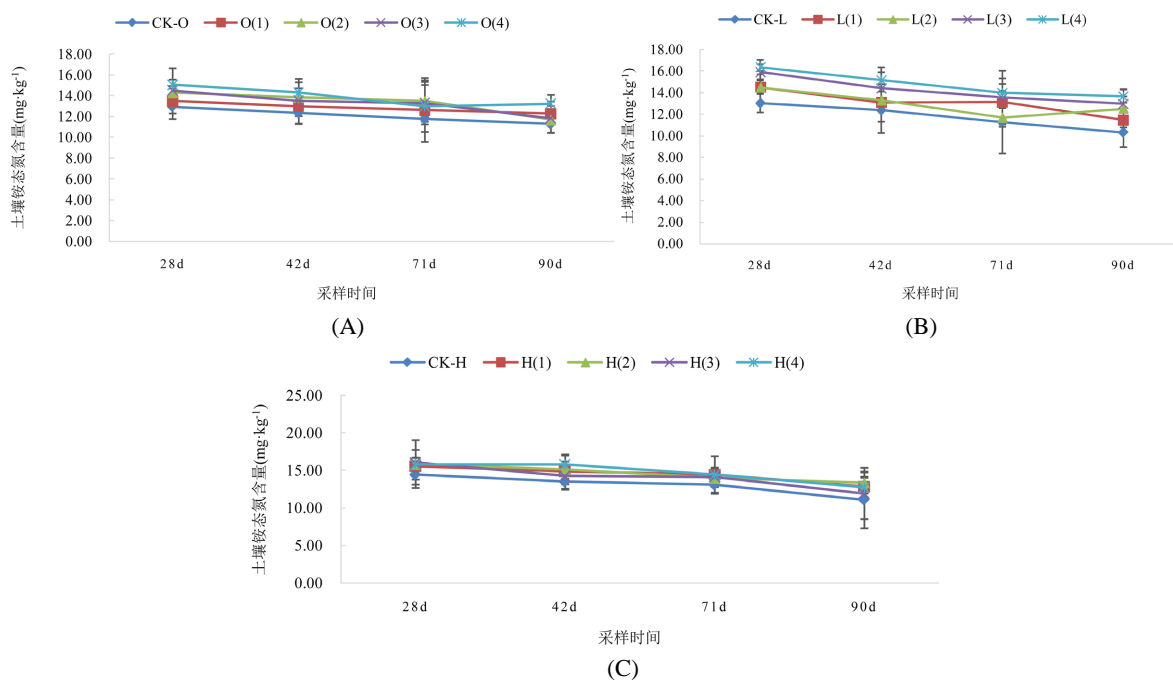 CK-O O(1) O(2) O(3) O(4)
土壤铵态氮含量(mg·kg-1)
18.00
16.00
14.00
12.00
10.00
8.00
6.00
4.00
2.00
0.00
28d 42d 71d 90d
采样时间
(A)
CK-L L(1) L(2) L(3) L(4)
土壤铵态氮含量(mg·kg-1)
18.00
16.00
14.00
12.00
10.00
8.00
6.00
4.00
2.00
0.00
28d 42d 71d 90d
采样时间
(B)
CK-H H(1) H(2) H(3) H(4)
土壤铵态氮含量(mg·kg-1)
25.00
20.00
15.00
10.00
5.00
0.00
28d 42d 71d 90d
采样时间
(C)